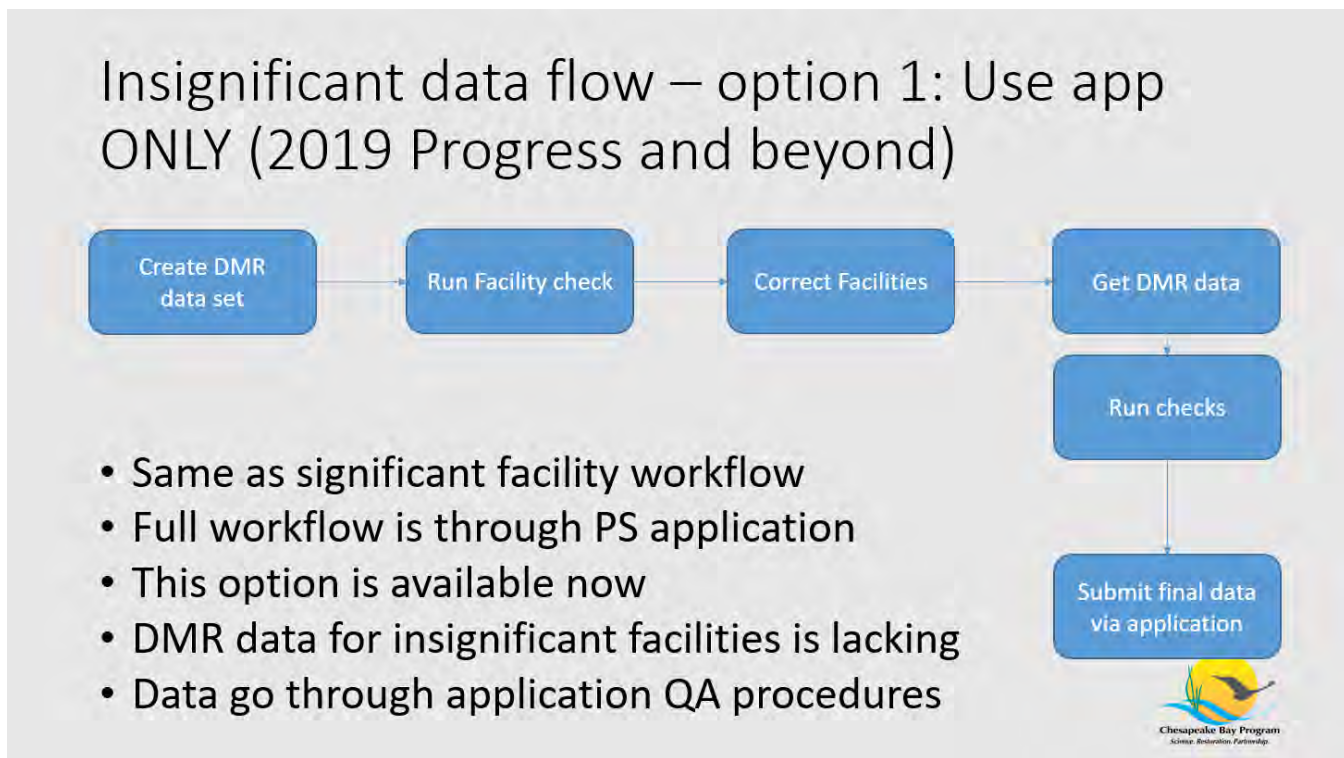 Insignificant data flow – option 1: Use app
ONLY (2019 Progress and beyond)
Create DMR
data set
Run Facility check
Correct Facilities
Get DMR data
Run checks
Submit final data
via application
• Same as significant facility workflow
• Full workflow is through PS application
• This option is available now
• DMR data for insignificant facilities is lacking
• Data go through application QA procedures
Chesapeake Bay Program
Science. Restoration. Partnership.